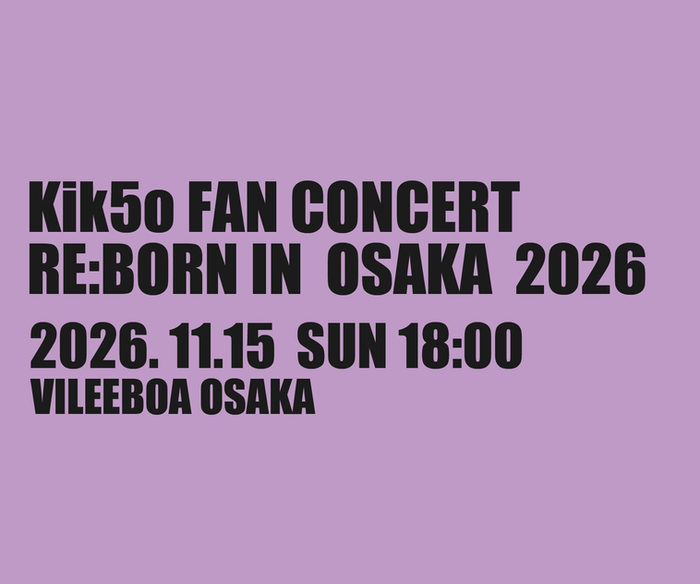 Kik5o FAN CONCERT
RE:BORN IN OSAKA 2026
2026. 11.15 SUN 18:00
VILEEBOA OSAKA